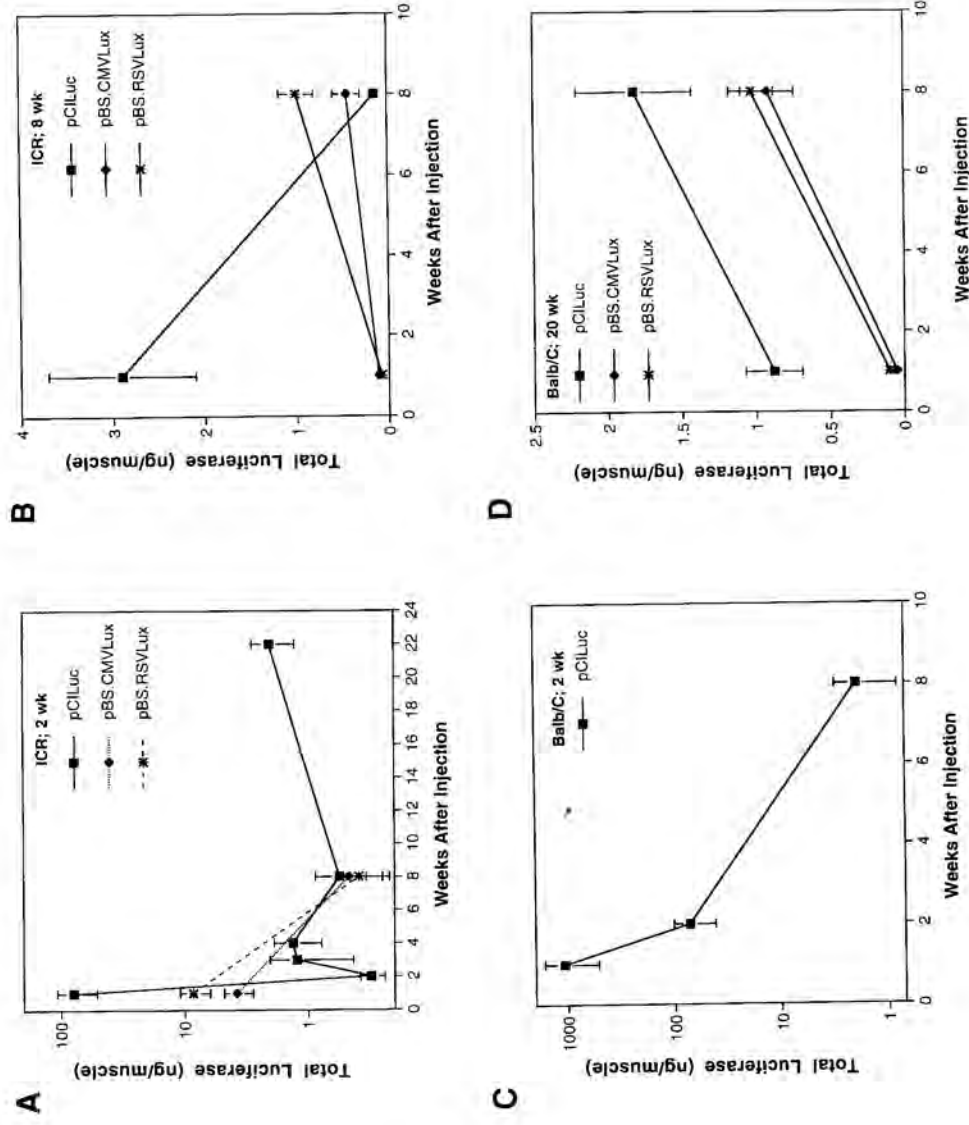 A
ICR; 2 wk
pCILuc
pBS.CMVLux
pBS.RSVLux
100
10
1
Total Luciferase (ng/muscle)
0 2 4 6 8 10 12 14 16 18 20 22 24
Weeks After Injection
B
ICR; 8 wk
pCILuc
pBS.CMVLux
pBS.RSVLux
4
3
2
1
0
Total Luciferase (ng/muscle)
0 2 4 6 8 10
Weeks After Injection
C
Balb/C; 2 wk
pCILuc
1000
100
10
1
Total Luciferase (ng/muscle)
0 2 4 6 8 10
Weeks After Injection
D
Balb/C; 20 wk
pCILuc
pBS.CMVLux
pBS.RSVLux
2.5
2
1.5
1
0.5
0
Total Luciferase (ng/muscle)
0 2 4 6 8 10
Weeks After Injection